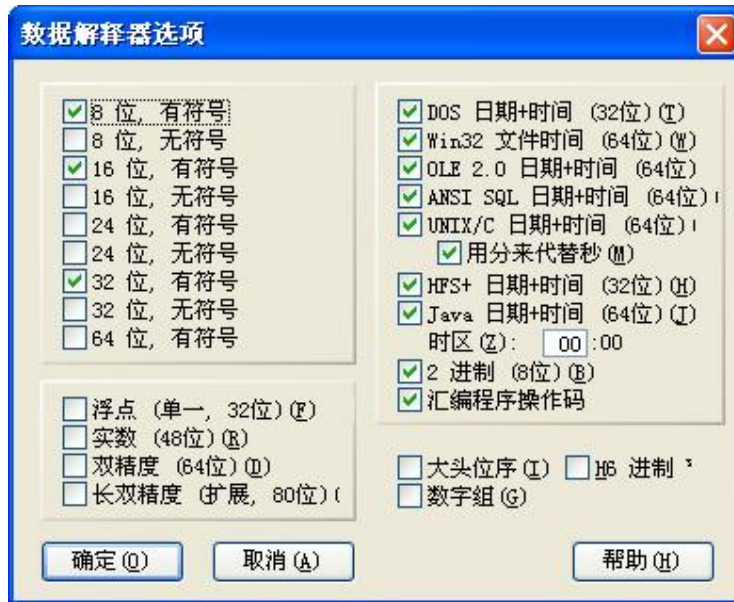 数据解释器选项
8 位, 有符号
8 位, 无符号
16 位, 有符号
16 位, 无符号
24 位, 有符号
24 位, 无符号
32 位, 有符号
32 位, 无符号
64 位, 有符号
浮点 (单一, 32位)(F)
实数 (48位)(R)
双精度 (64位)(D)
长双精度 (扩展, 80位)(
DOS 日期+时间 (32位)(T)
Win32 文件时间 (64位)(W)
OLE 2.0 日期+时间 (64位)
ANSI SQL 日期+时间 (64位)(
UNIX/C 日期+时间 (64位)(
用分来代替秒(M)
HFS+ 日期+时间 (32位)(H)
Java 日期+时间 (64位)(J)
时区(Z): 00:00
2 进制 (8位)(B)
汇编程序操作码
大头位序(I) H6 进制
数字组(G)
确定(O) 取消(A) 帮助(H)